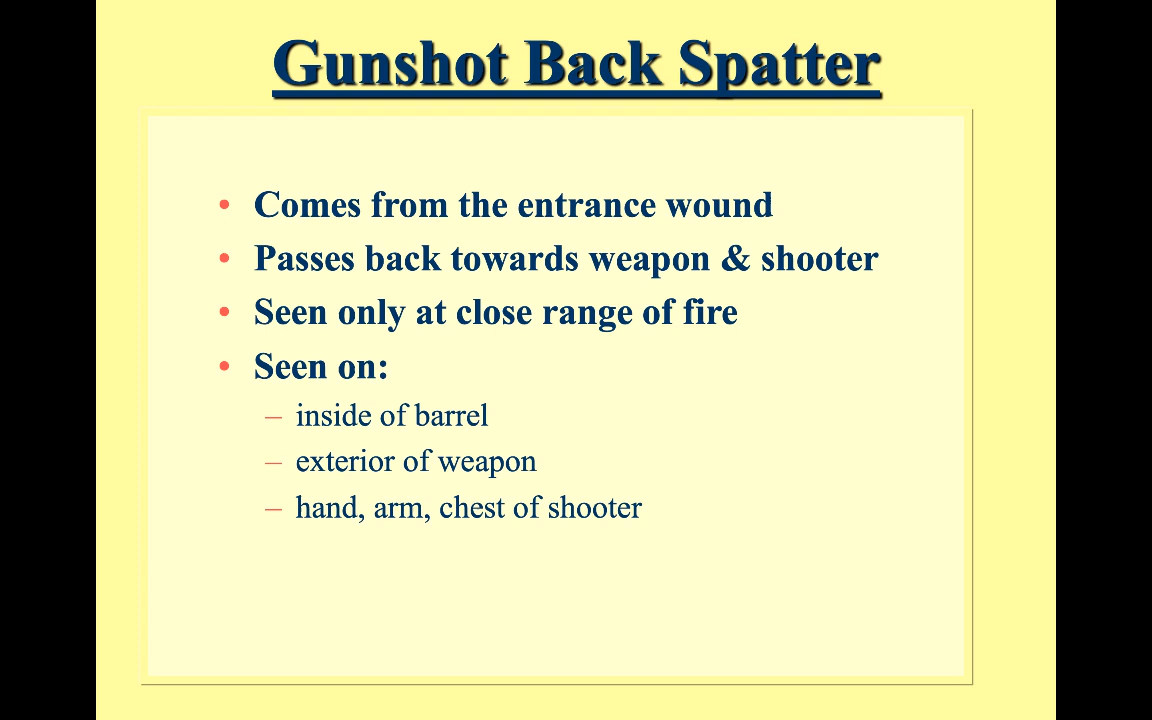 Gunshot Back Spatter
• Comes from the entrance wound
• Passes back towards weapon & shooter
• Seen only at close range of fire
• Seen on:
– inside of barrel
– exterior of weapon
– hand, arm, chest of shooter